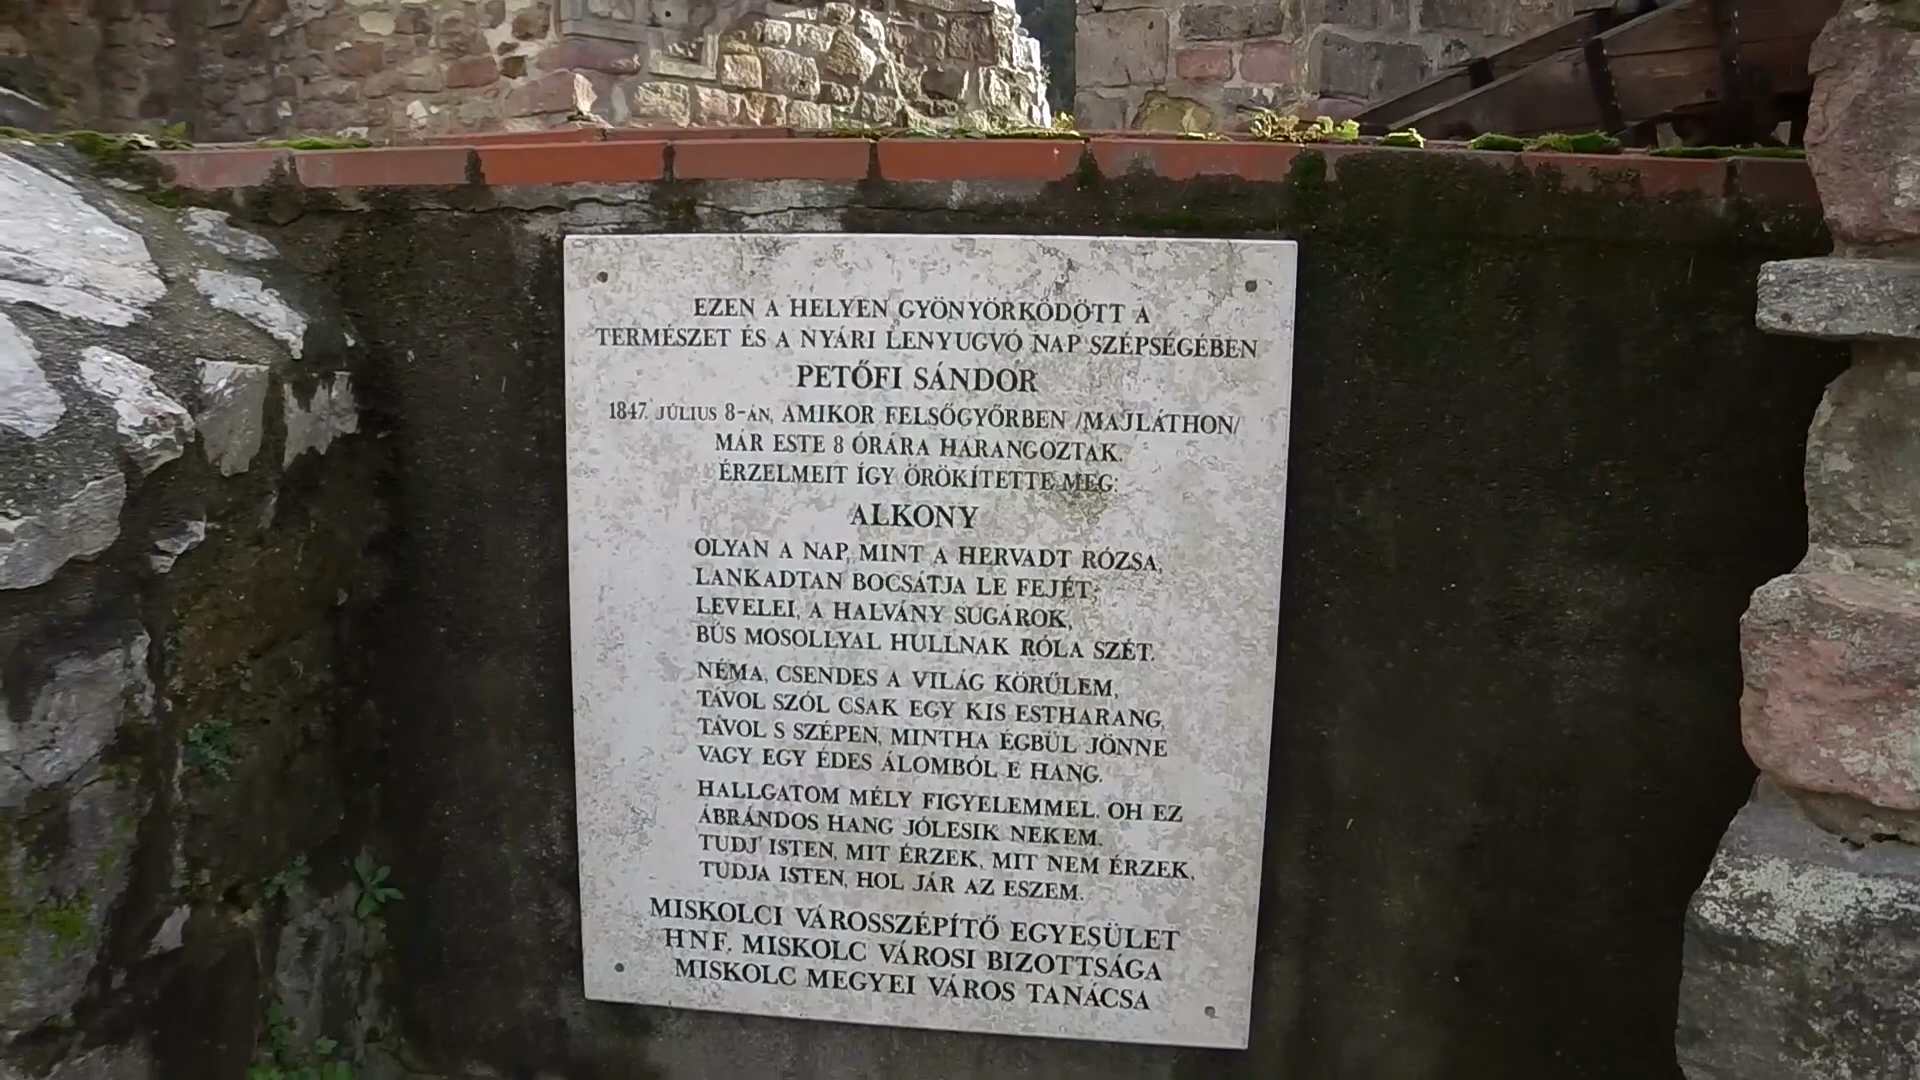 EZEN A HELYEN GYÖNYÖRKÖDÖTT A
TERMÉSZET ÉS A NYÁRI LENYUGVÓ NAP SZÉPSÉGÉBEN
PETŐFI SÁNDOR
1847. JÚLIUS 8-ÁN, AMIKOR FELSŐGYŐRBEN /MAJLÁTHON/
MÁR ESTE 8 ÓRÁRA HARANGOZTAK.
ÉRZELMEIT ÍGY ÖRÖKÍTETTE MEG:
ALKONY
OLYAN A NAP, MINT A HERVADT RÓZSA,
LANKADTAN BOCSÁTJA LE FEJÉT;
LEVELEI, A HALVÁNY SUGÁROK,
BÚS MOSOLLYAL HULLNAK RÓLA SZÉT.
NÉMA, CSENDES A VILÁG KÖRŰLEM,
TÁVOL SZÓL CSAK EGY KIS ESTHARANG,
TÁVOL S SZÉPEN, MINTHA ÉGBŰL JÖNNE
VAGY EGY ÉDES ÁLOMBÓL E HANG.
HALLGATOM MÉLY FIGYELEMMEL. OH EZ
ÁBRÁNDOS HANG JÓLESIK NEKEM.
TUDJ' ISTEN, MIT ÉRZEK, MIT NEM ÉRZEK,
TUDJA ISTEN, HOL JÁR AZ ESZEM.
MISKOLCI VÁROSSZÉPÍTŐ EGYESÜLET
HNF. MISKOLC VÁROSI BIZOTTSÁGA
MISKOLC MEGYEI VÁROS TANÁCSA